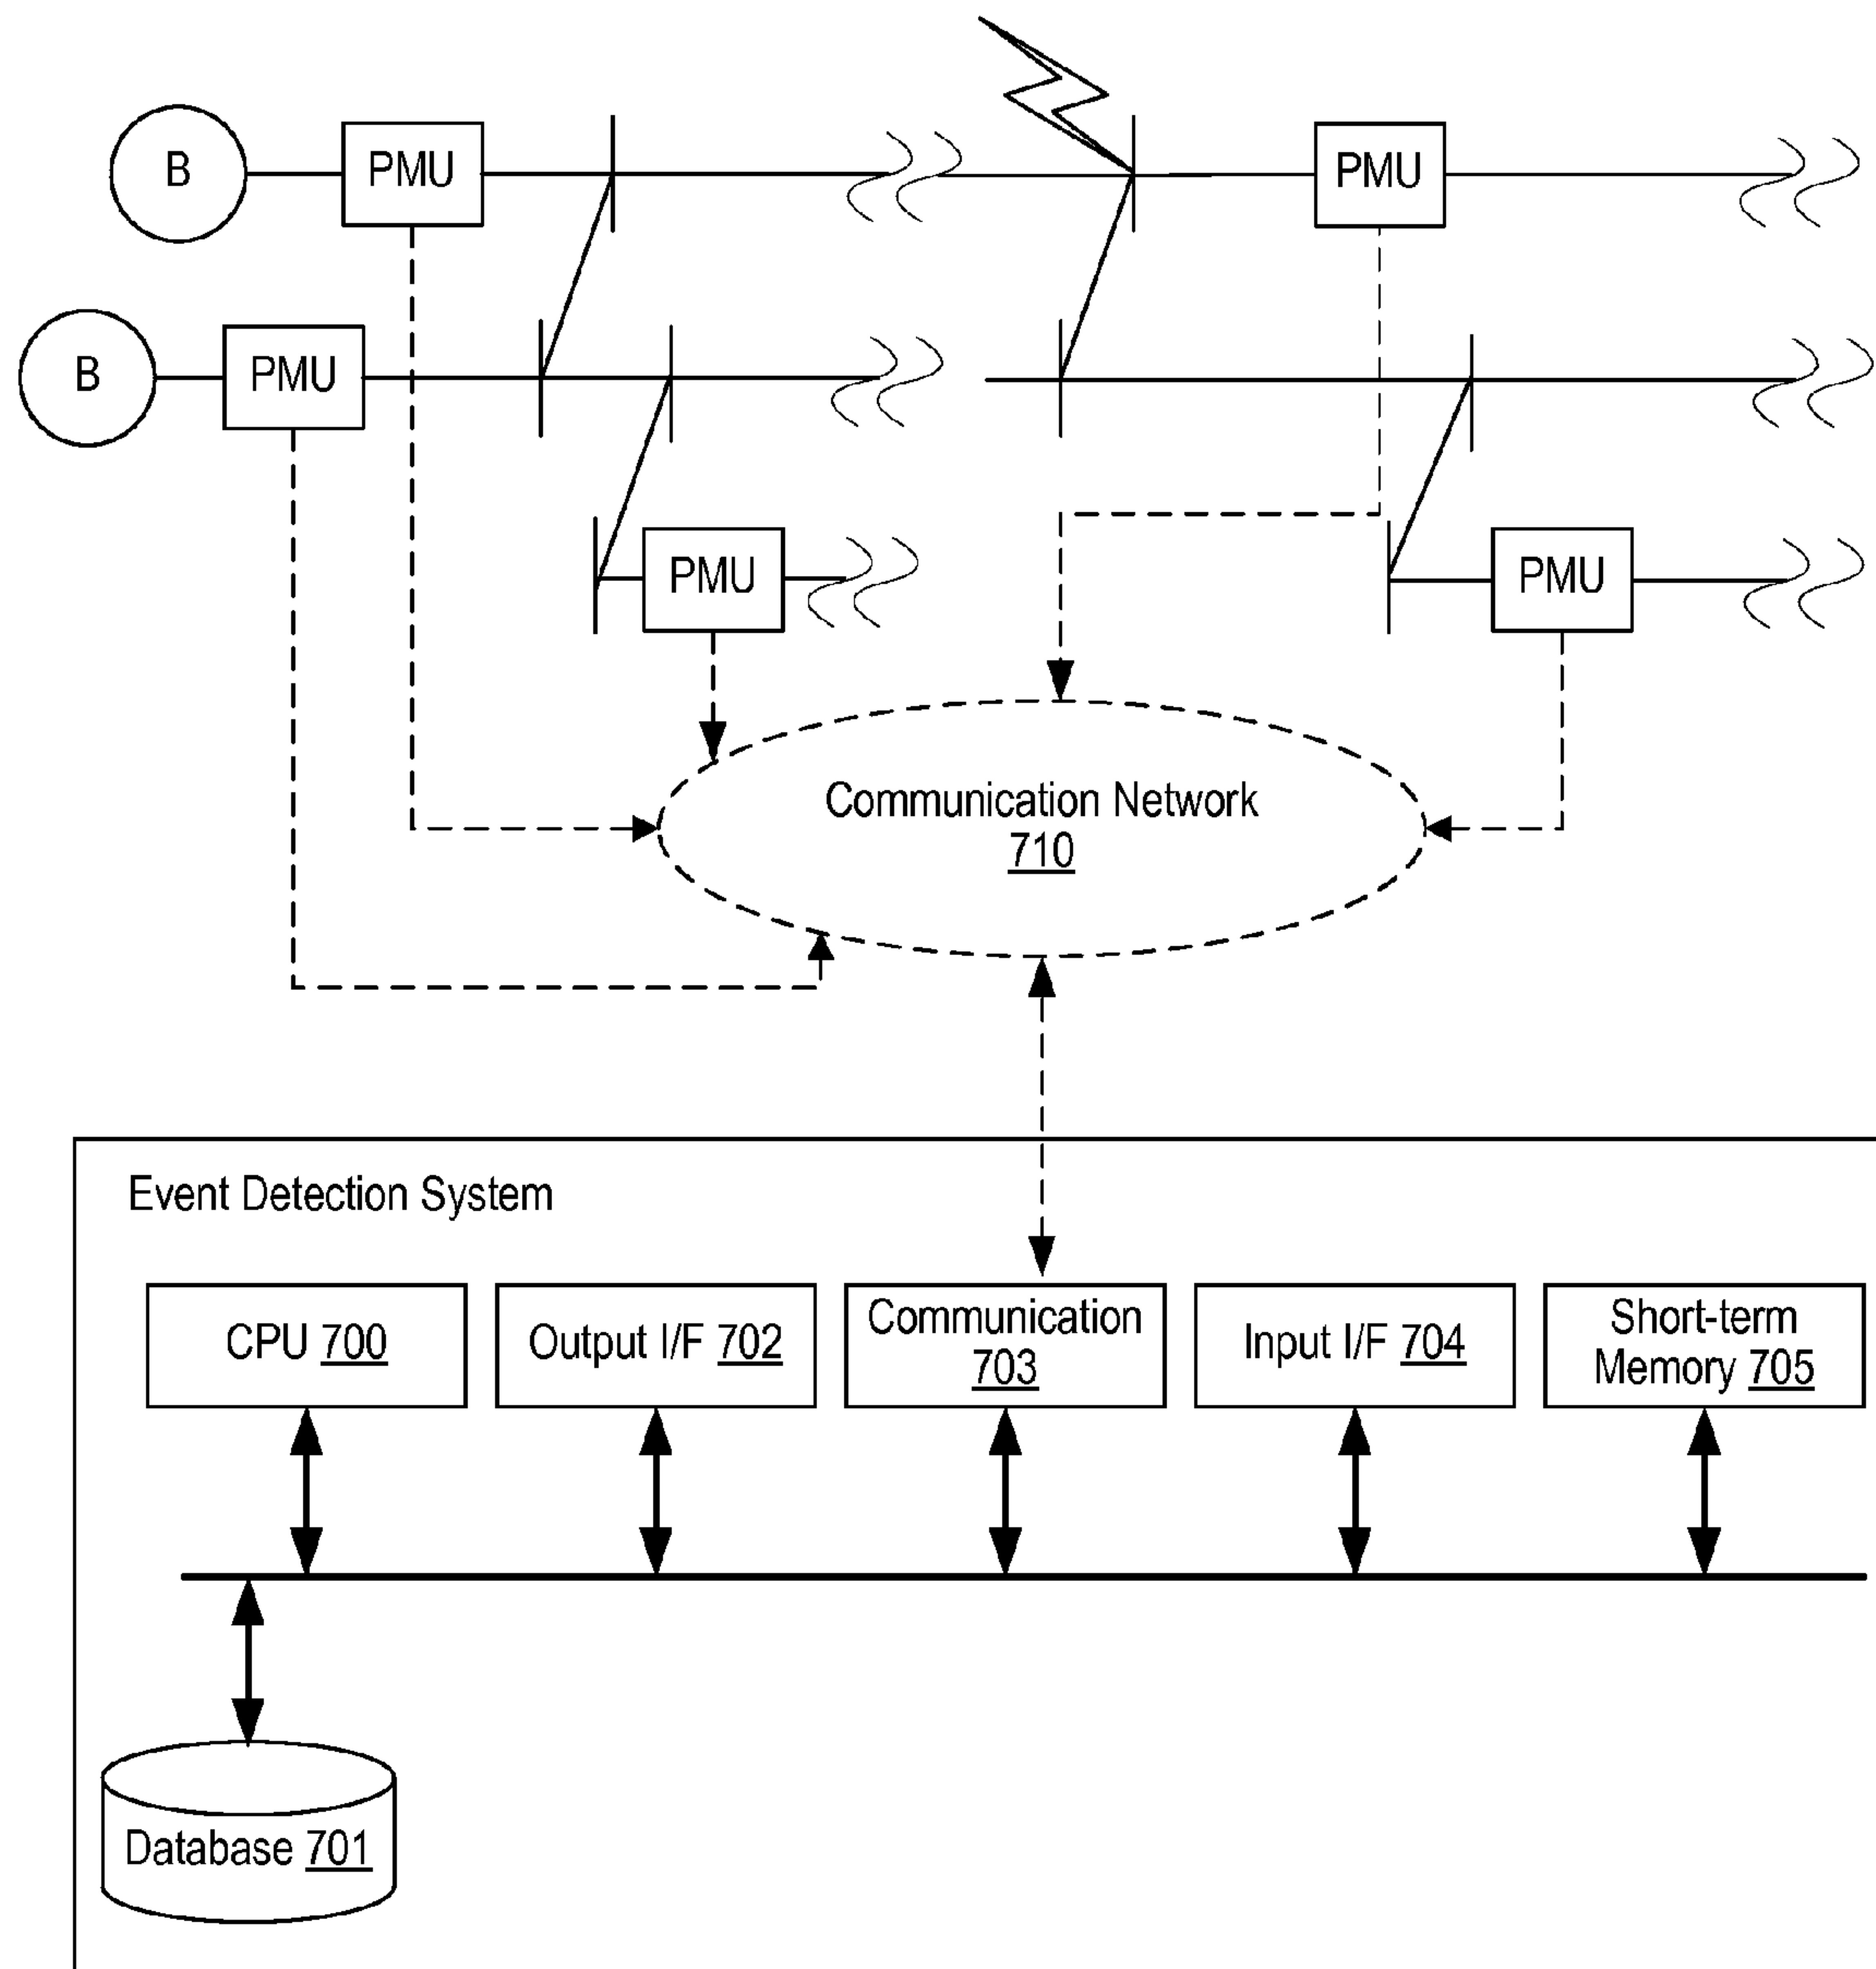 B
PMU
PMU
B
PMU
PMU
PMU
Communication Network
710
Event Detection System
CPU 700
Output I/F 702
Communication
703
Input I/F 704
Short-term
Memory 705
Database 701